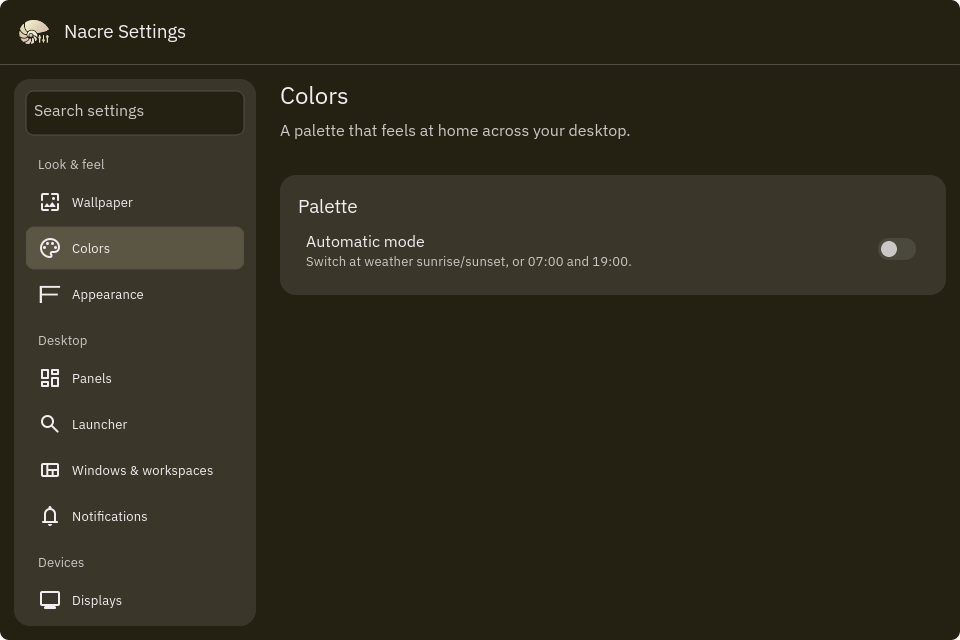 Nacre Settings
Search settings
Look & feel
Wallpaper
Colors
Appearance
Desktop
Panels
Launcher
Windows & workspaces
Notifications
Devices
Displays
Colors
A palette that feels at home across your desktop.
Palette
Automatic mode
Switch at weather sunrise/sunset, or 07:00 and 19:00.